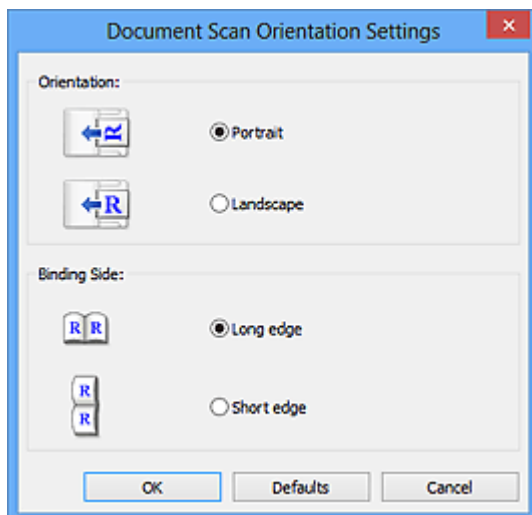 Document Scan Orientation Settings
Orientation:
R
Portrait
R
Landscape
Binding Side:
R R
Long edge
R
R
Short edge
OK Defaults Cancel